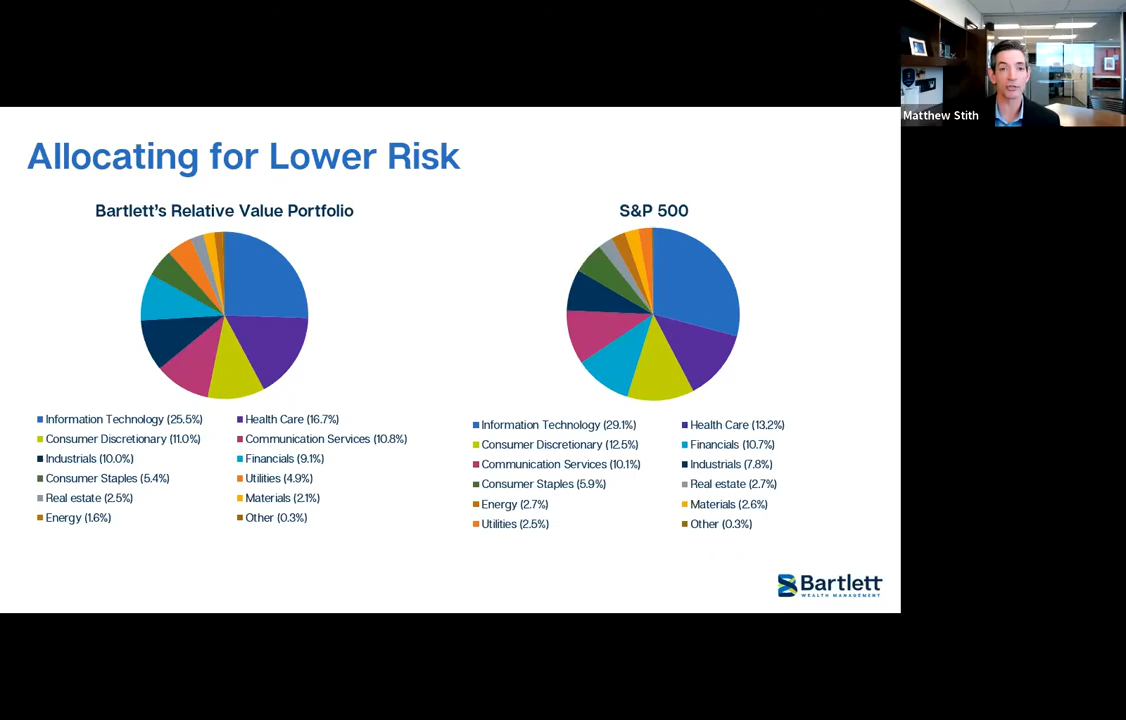 Matthew Stith
Allocating for Lower Risk
Bartlett's Relative Value Portfolio
Information Technology (25.5%)
Health Care (16.7%)
Consumer Discretionary (11.0%)
Communication Services (10.8%)
Industrials (10.0%)
Financials (9.1%)
Consumer Staples (5.4%)
Utilities (4.9%)
Real estate (2.5%)
Materials (2.1%)
Energy (1.6%)
Other (0.3%)
S&P 500
Information Technology (29.1%)
Health Care (13.2%)
Consumer Discretionary (12.5%)
Financials (10.7%)
Communication Services (10.1%)
Industrials (7.8%)
Consumer Staples (5.9%)
Real estate (2.7%)
Energy (2.7%)
Materials (2.6%)
Utilities (2.5%)
Other (0.3%)
Bartlett
WEALTH MANAGEMENT